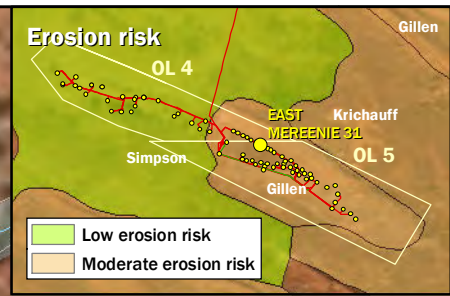 Erosion risk
Gillen
OL 4
EAST
MEREENIE 31
Krichauff
OL 5
Simpson
Gillen
Low erosion risk
Moderate erosion risk